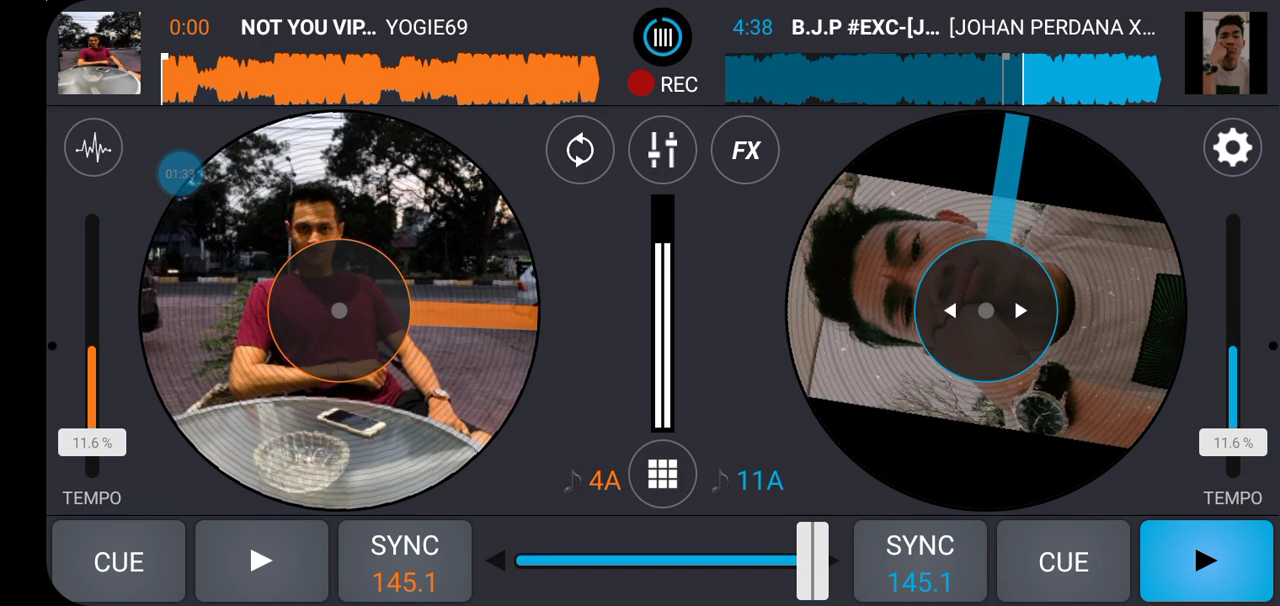 0:00 NOT YOU VIP... YOGIE69
REC
4:38 B.J.P #EXC-[J... [JOHAN PERDANA X...
01:33
FX
11.6 %
TEMPO
4A
11A
11.6 %
TEMPO
CUE
SYNC
145.1
SYNC
145.1
CUE